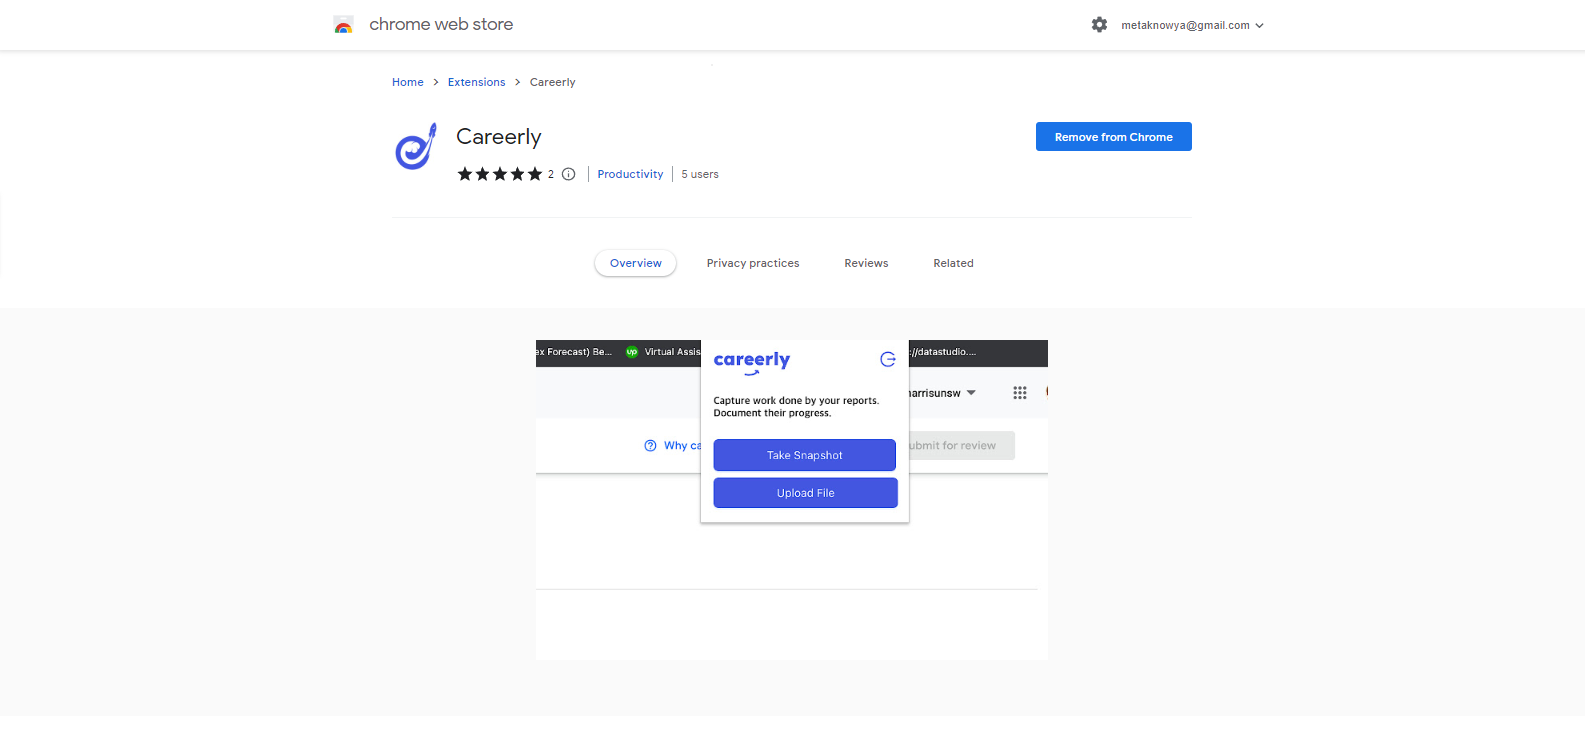 chrome web store
metaknowya@gmail.com
Home > Extensions > Careerly
Careerly
Remove from Chrome
2
Productivity
5 users
Overview
Privacy practices
Reviews
Related
ex Forecast) Be...
up
Virtual Assis
://datastudio....
careerly
Capture work done by your reports.
Document their progress.
arrisunsw
Why ca
Take Snapshot
ubmit for review
Upload File